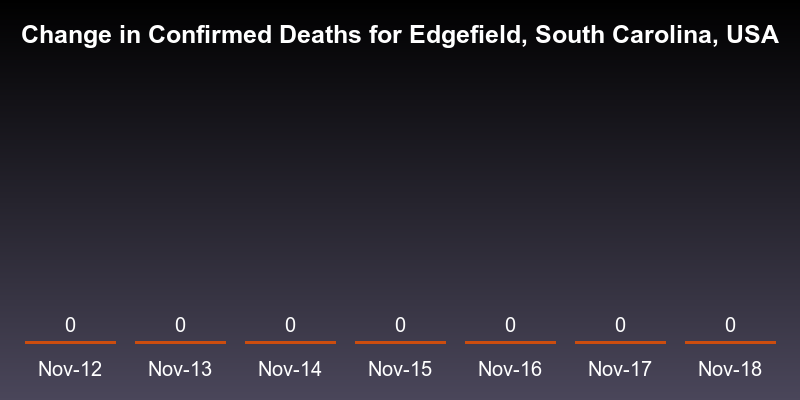 Change in Confirmed Deaths for Edgefield, South Carolina, USA
0 0 0 0 0 0 0
Nov-12 Nov-13 Nov-14 Nov-15 Nov-16 Nov-17 Nov-18